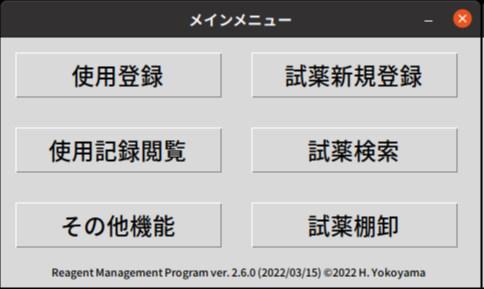 メインメニュー
使用登録
試薬新規登録
使用記録閲覧
試薬検索
その他機能
試薬棚卸
Reagent Management Program ver. 2.6.0 (2022/03/15) ©2022 H. Yokoyama